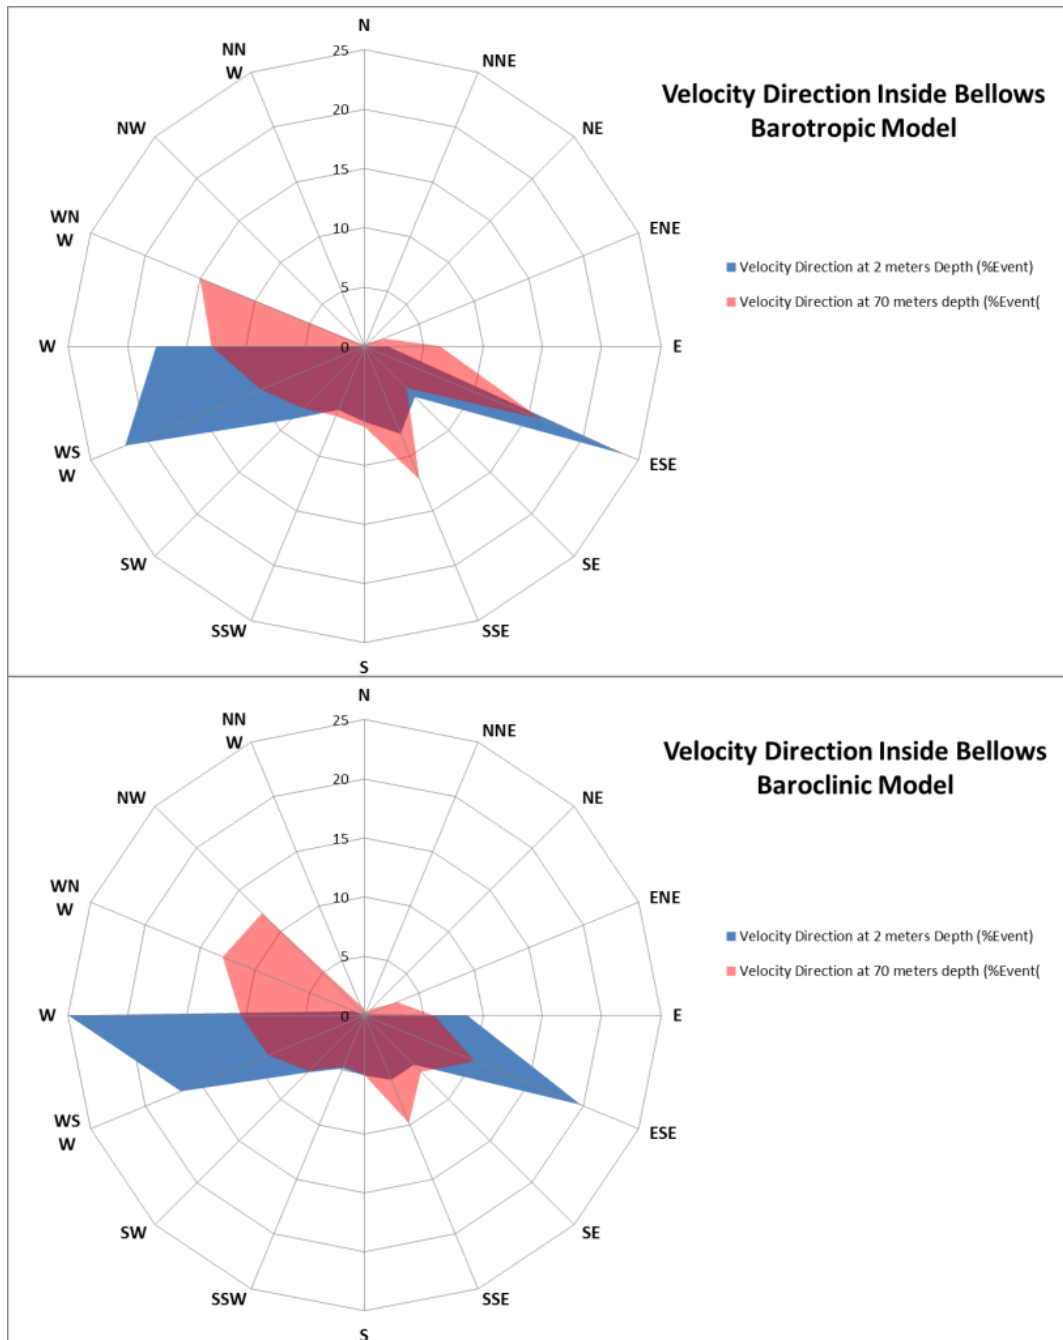 N
NN
W
NNE
25
20
15
10
5
0
Velocity Direction Inside Bellows
Barotropic Model
NW
NE
WN
W
ENE
Velocity Direction at 2 meters Depth (%Event)
Velocity Direction at 70 meters depth (%Event(
W
E
WS
W
ESE
SW
SE
SSW
SSE
S
N
NN
W
NNE
25
20
15
10
5
0
Velocity Direction Inside Bellows
Baroclinic Model
NW
NE
WN
W
ENE
Velocity Direction at 2 meters Depth (%Event)
Velocity Direction at 70 meters depth (%Event(
W
E
WS
W
ESE
SW
SE
SSW
SSE
S